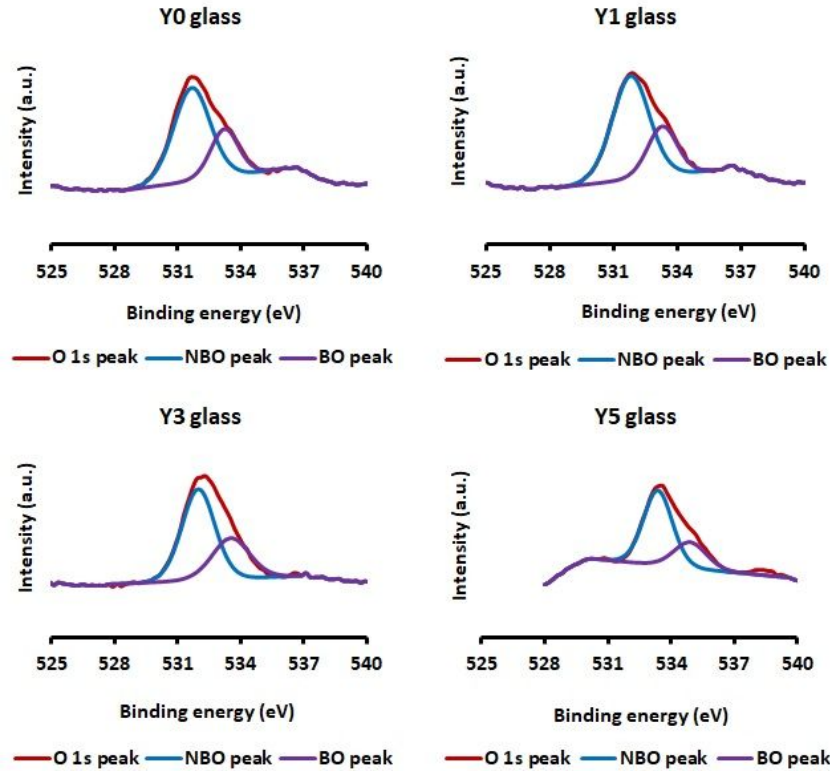 Y0 glass
Intensity (a.u.)
525 528 531 534 537 540
Binding energy (eV)
O 1s peak NBO peak BO peak
Y1 glass
Intensity (a.u.)
525 528 531 534 537 540
Binding energy (eV)
O 1s peak NBO peak BO peak
Y3 glass
Intensity (a.u.)
525 528 531 534 537 540
Binding energy (eV)
O 1s peak NBO peak BO peak
Y5 glass
Intensity (a.u.)
525 528 531 534 537 540
Binding energy (eV)
O 1s peak NBO peak BO peak